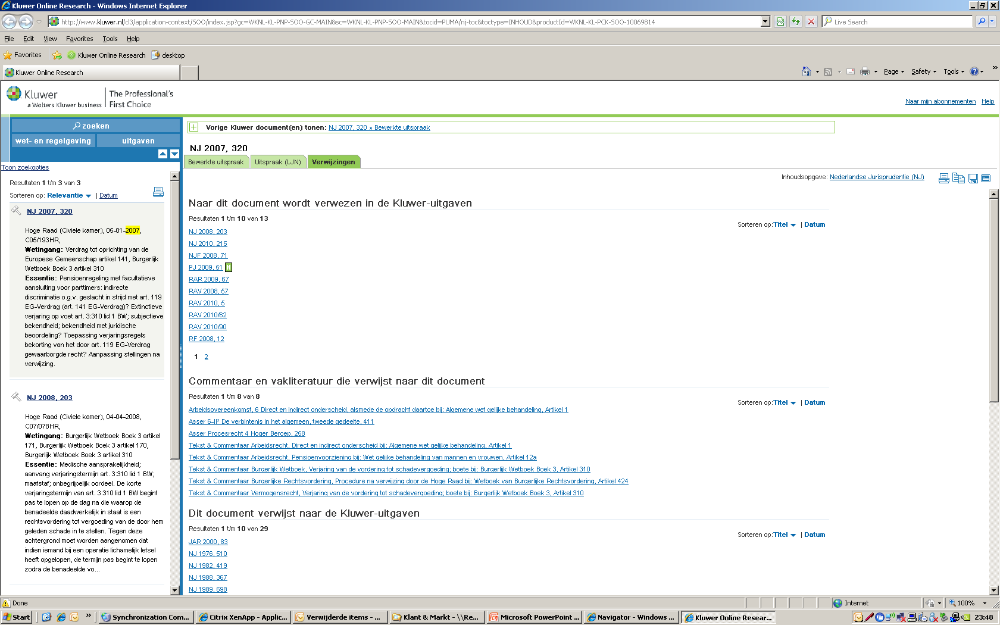 Kluwer Online Research - Windows Internet Explorer
http://www.kluwer.nl/cl3/application-context/SOO/index.jsp?gc=WKNL-KL-PNP-SOO-GC-MAIN&sc=WKNL-KL-PNP-SOO-MAIN&tocid=PUMA/nj-toc&toctype=INHOUD&productId=WKNL-KL-PCK-SOO-10069814
Live Search
File Edit View Favorites Tools Help
Favorites Kluwer Online Research desktop
Kluwer Online Research
Page Safety Tools »
Kluwer
a Wolters Kluwer business
The Professional's
First Choice
Naar mijn abonnementen Help
zoeken
wet- en regelgeving uitgaven
Toon zoekopties
Resultaten 1 t/m 3 van 3
Sorteren op: Relevantie | Datum
NJ 2007, 320
Hoge Raad (Civiele kamer), 05-01-2007,
C05/193HR,
Wetingang: Verdrag tot oprichting van de
Europese Gemeenschap artikel 141, Burgerlijk
Wetboek Boek 3 artikel 310
Essentie: Pensioenregeling met facultatieve
aansluiting voor parttimers: indirecte
discriminatie o.g.v. geslacht in strijd met art. 119
EG-Verdrag (art. 141 EG-Verdrag)? Extinctieve
verjaring op voet art. 3:310 lid 1 BW; subjectieve
bekendheid; bekendheid met juridische
beoordeling? Toepassing verjaringsregels
bekorting van het door art. 119 EG-Verdrag
gewaarborgde recht? Aanpassing stellingen na
verwijzing.
NJ 2008, 203
Hoge Raad (Civiele kamer), 04-04-2008,
C07/078HR,
Wetingang: Burgerlijk Wetboek Boek 3 artikel
171, Burgerlijk Wetboek Boek 3 artikel 170,
Burgerlijk Wetboek Boek 3 artikel 310
Essentie: Medische aansprakelijkheid;
aanvang verjaringstermijn art. 3:310 lid 1 BW;
maatstaf; onbegrijpelijk oordeel. De korte
verjaringstermijn van art. 3:310 lid 1 BW begint
pas te lopen op de dag na die waarop de
benadeelde daadwerkelijk in staat is een
rechtsvordering tot vergoeding van de door hem
geleden schade in te stellen. Tegen deze
achtergrond moet worden aangenomen dat
indien iemand bij een operatie lichamelijk letsel
heeft opgelopen, de termijn pas begint te lopen
zodra de benadeelde vo...
Vorige Kluwer document(en) tonen: NJ 2007, 320 » Bewerkte uitspraak
NJ 2007, 320
Bewerkte uitspraak Uitspraak (LJN) Verwijzingen
Inhoudsopgave: Nederlandse Jurisprudentie (NJ)
Naar dit document wordt verwezen in de Kluwer-uitgaven
Resultaten 1 t/m 10 van 13
Sorteren op:Titel | Datum
NJ 2008, 203
NJ 2010, 215
NJF 2008, 71
PJ 2009, 51 N
RAR 2009, 67
RAV 2008, 57
RAV 2010, 5
RAV 2010/62
RAV 2010/90
RF 2008, 12
1 2
Commentaar en vakliteratuur die verwijst naar dit document
Resultaten 1 t/m 8 van 8
Sorteren op:Titel | Datum
Arbeidsovereenkomst, 6 Direct en indirect onderscheid, alsmede de opdracht daartoe bij: Algemene wet gelijke behandeling, Artikel 1
Asser 6-II* De verbintenis in het algemeen, tweede gedeelte, 411
Asser Procesrecht 4 Hoger Beroep, 258
Tekst & Commentaar Arbeidsrecht, Direct en indirect onderscheid bij: Algemene wet gelijke behandeling, Artikel 1
Tekst & Commentaar Arbeidsrecht, Pensioenvoorziening bij: Wet gelijke behandeling van mannen en vrouwen, Artikel 12a
Tekst & Commentaar Burgerlijk Wetboek, Verjaring van de vordering tot schadevergoeding; boete bij: Burgerlijk Wetboek Boek 3, Artikel 310
Tekst & Commentaar Burgerlijke Rechtsvordering, Procedure na verwijzing door de Hoge Raad bij: Wetboek van Burgerlijke Rechtsvordering, Artikel 424
Tekst & Commentaar Vermogensrecht, Verjaring van de vordering tot schadevergoeding; boete bij: Burgerlijk Wetboek Boek 3, Artikel 310
Dit document verwijst naar de Kluwer-uitgaven
Resultaten 1 t/m 10 van 29
Sorteren op:Titel | Datum
JAR 2000, 83
NJ 1976, 510
NJ 1982, 419
NJ 1988, 367
NJ 1989, 698
Done Internet 100%
Start » Synchronization Com... Citrix XenApp - Applic... Verwijderde items - ... Klant & Markt - \\Re... Microsoft PowerPoint ... Navigator - Windows ... Kluwer Online Resear... 23:48